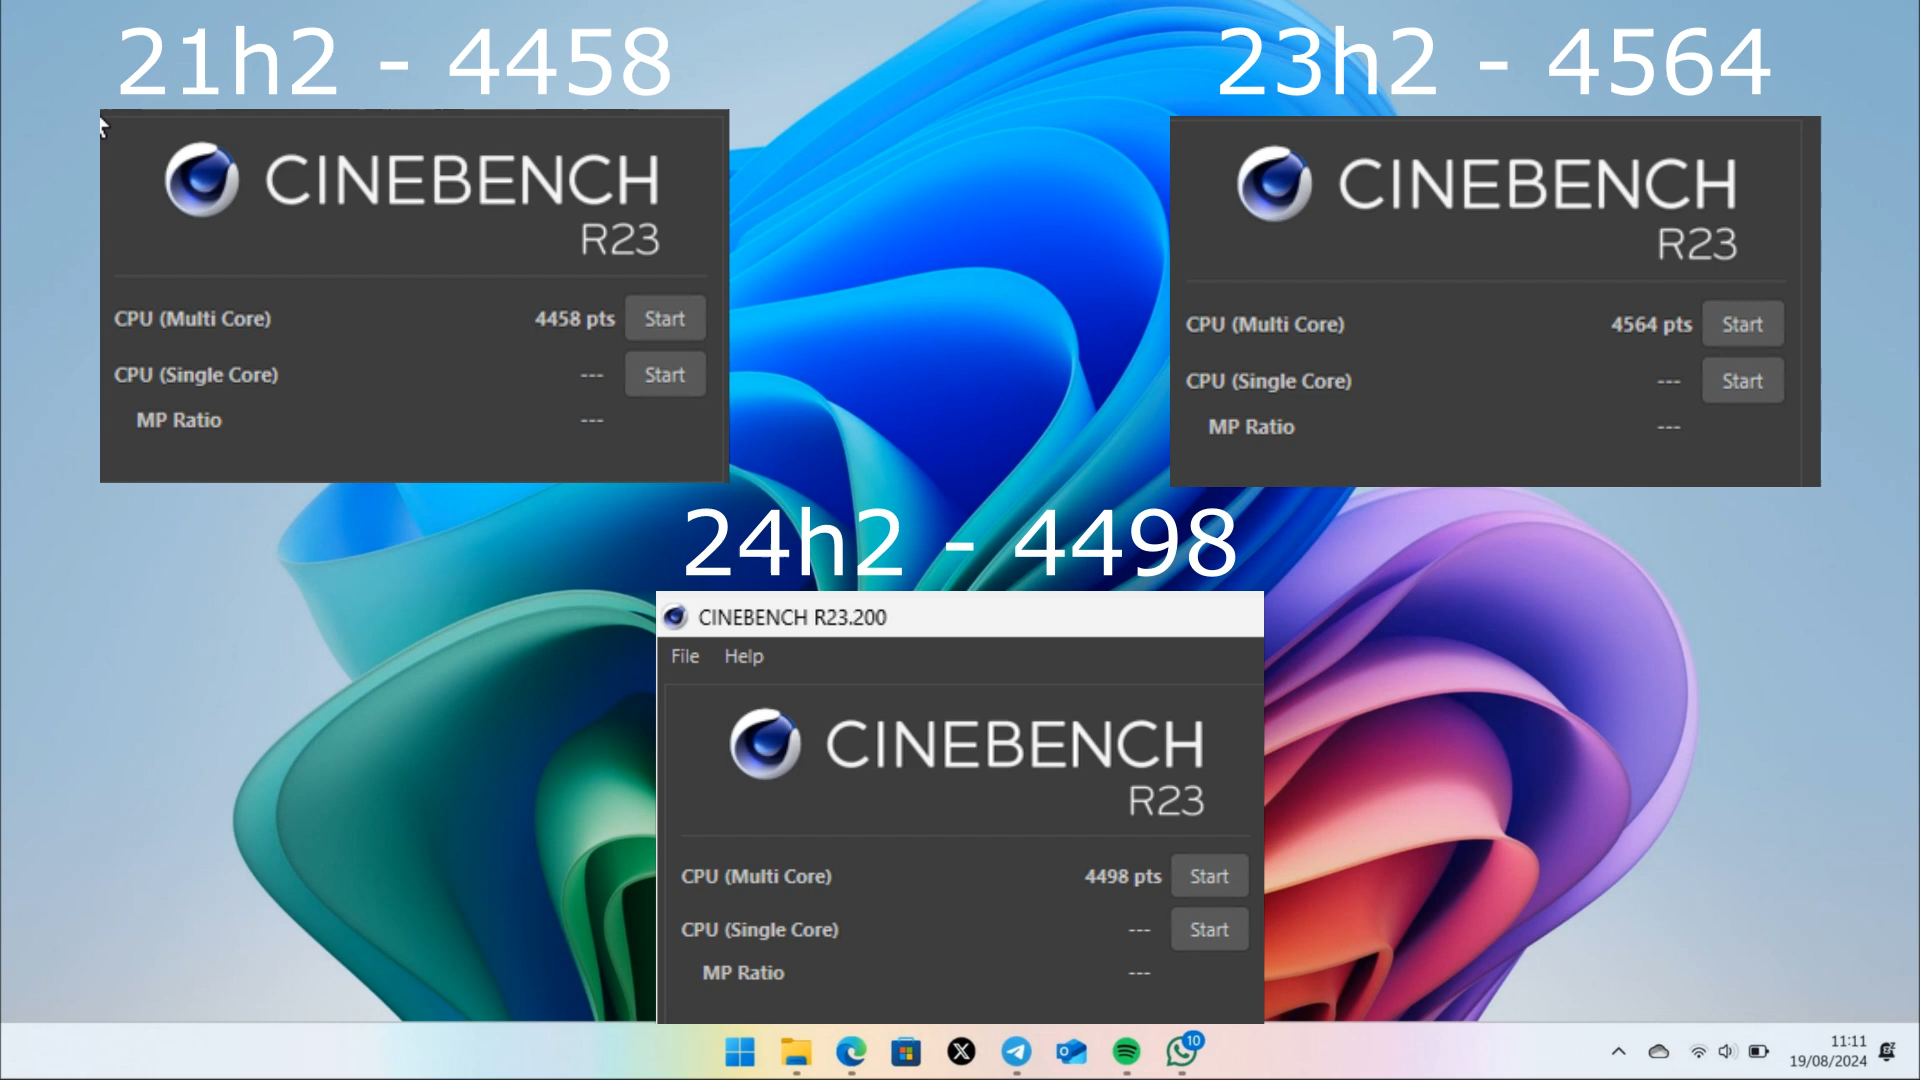 21h2 - 4458
CINEBENCH
R23
CPU (Multi Core) 4458 pts Start
CPU (Single Core) --- Start
MP Ratio ---
23h2 - 4564
CINEBENCH
R23
CPU (Multi Core) 4564 pts Start
CPU (Single Core) --- Start
MP Ratio ---
24h2 - 4498
CINEBENCH R23.200
File Help
CINEBENCH
R23
CPU (Multi Core) 4498 pts Start
CPU (Single Core) --- Start
MP Ratio ---
10
11:11
19/08/2024